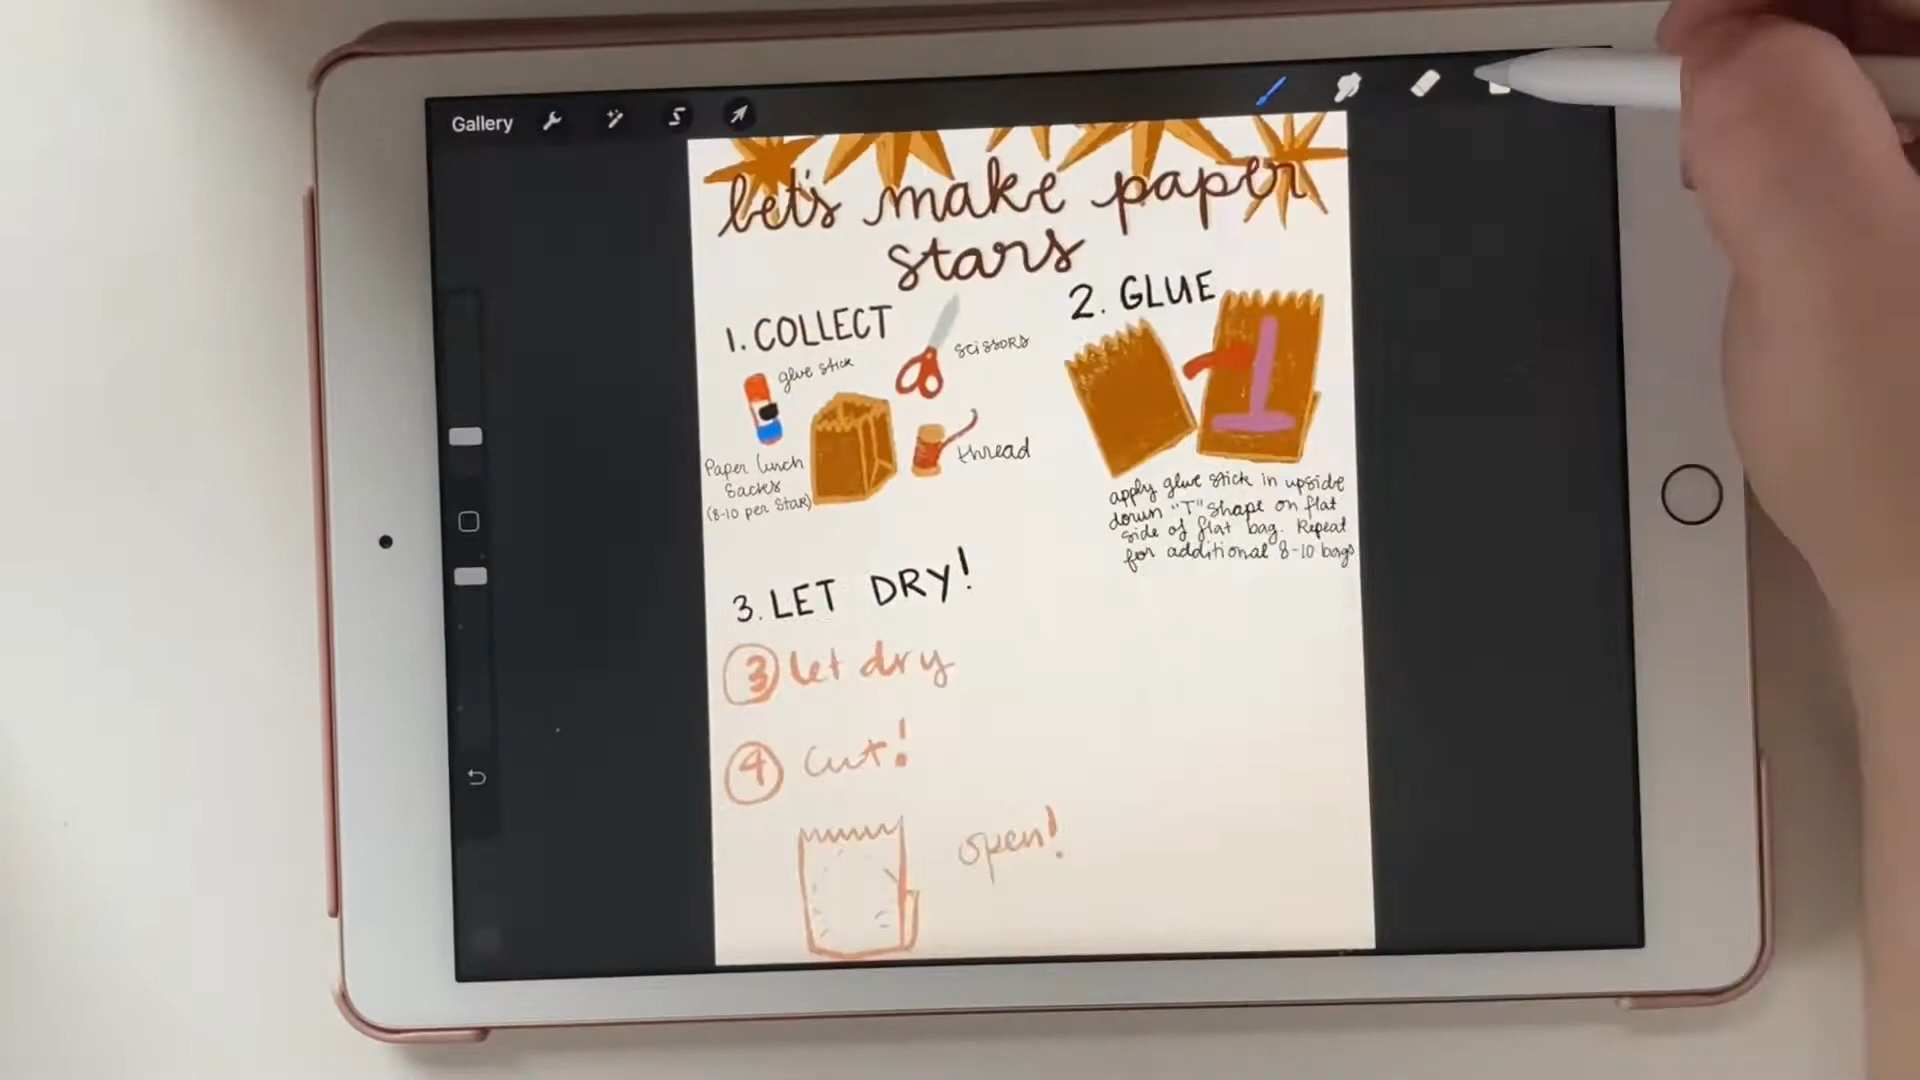 Gallery
let's make paper
stars
1. COLLECT
glue stick
scissors
Paper lunch
sacks
(8-10 per star)
thread
2. GLUE
apply glue stick in upside
down "T" shape on flat
side of flat bag. Repeat
for additional 8-10 bags
3. LET DRY!
3 let dry
4 cut!
open!